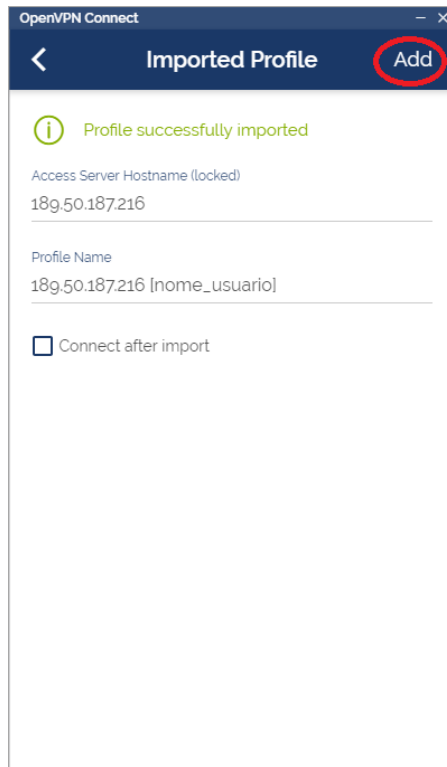 OpenVPN Connect
Imported Profile
Add
Profile successfully imported
Access Server Hostname (locked)
189.50.187.216
Profile Name
189.50.187.216 [nome_usuario]
Connect after import